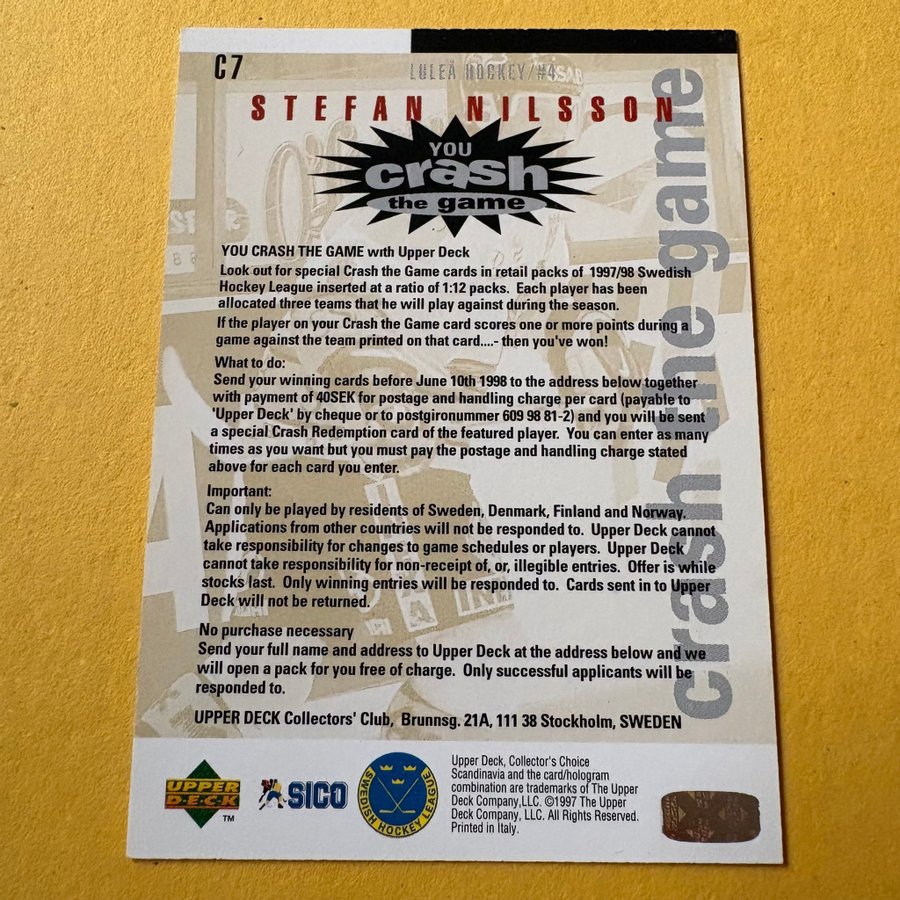 C7
LULEÅ HOCKEY/#4
STEFAN NILSSON
YOU
crash
the game
crash the game
YOU CRASH THE GAME with Upper Deck
Look out for special Crash the Game cards in retail packs of 1997/98 Swedish
Hockey League inserted at a ratio of 1:12 packs. Each player has been
allocated three teams that he will play against during the season.
If the player on your Crash the Game card scores one or more points during a
game against the team printed on that card....- then you've won!
What to do:
Send your winning cards before June 10th 1998 to the address below together
with payment of 40SEK for postage and handling charge per card (payable to
'Upper Deck' by cheque or to postgironummer 609 98 81-2) and you will be sent
a special Crash Redemption card of the featured player. You can enter as many
times as you want but you must pay the postage and handling charge stated
above for each card you enter.
Important:
Can only be played by residents of Sweden, Denmark, Finland and Norway.
Applications from other countries will not be responded to. Upper Deck cannot
take responsibility for changes to game schedules or players. Upper Deck
cannot take responsibility for non-receipt of, or, illegible entries. Offer is while
stocks last. Only winning entries will be responded to. Cards sent in to Upper
Deck will not be returned.
No purchase necessary
Send your full name and address to Upper Deck at the address below and we
will open a pack for you free of charge. Only successful applicants will be
responded to.
UPPER DECK Collectors' Club, Brunnsg. 21A, 111 38 Stockholm, SWEDEN
UPPER
DECK
TM
SICO
SWEDISH HOCKEY LEAGUE
Upper Deck, Collector's Choice
Scandinavia and the card/hologram
combination are trademarks of The Upper
Deck Company,LLC. ©1997 The Upper
Deck Company, LLC. All Rights Reserved.
Printed in Italy.